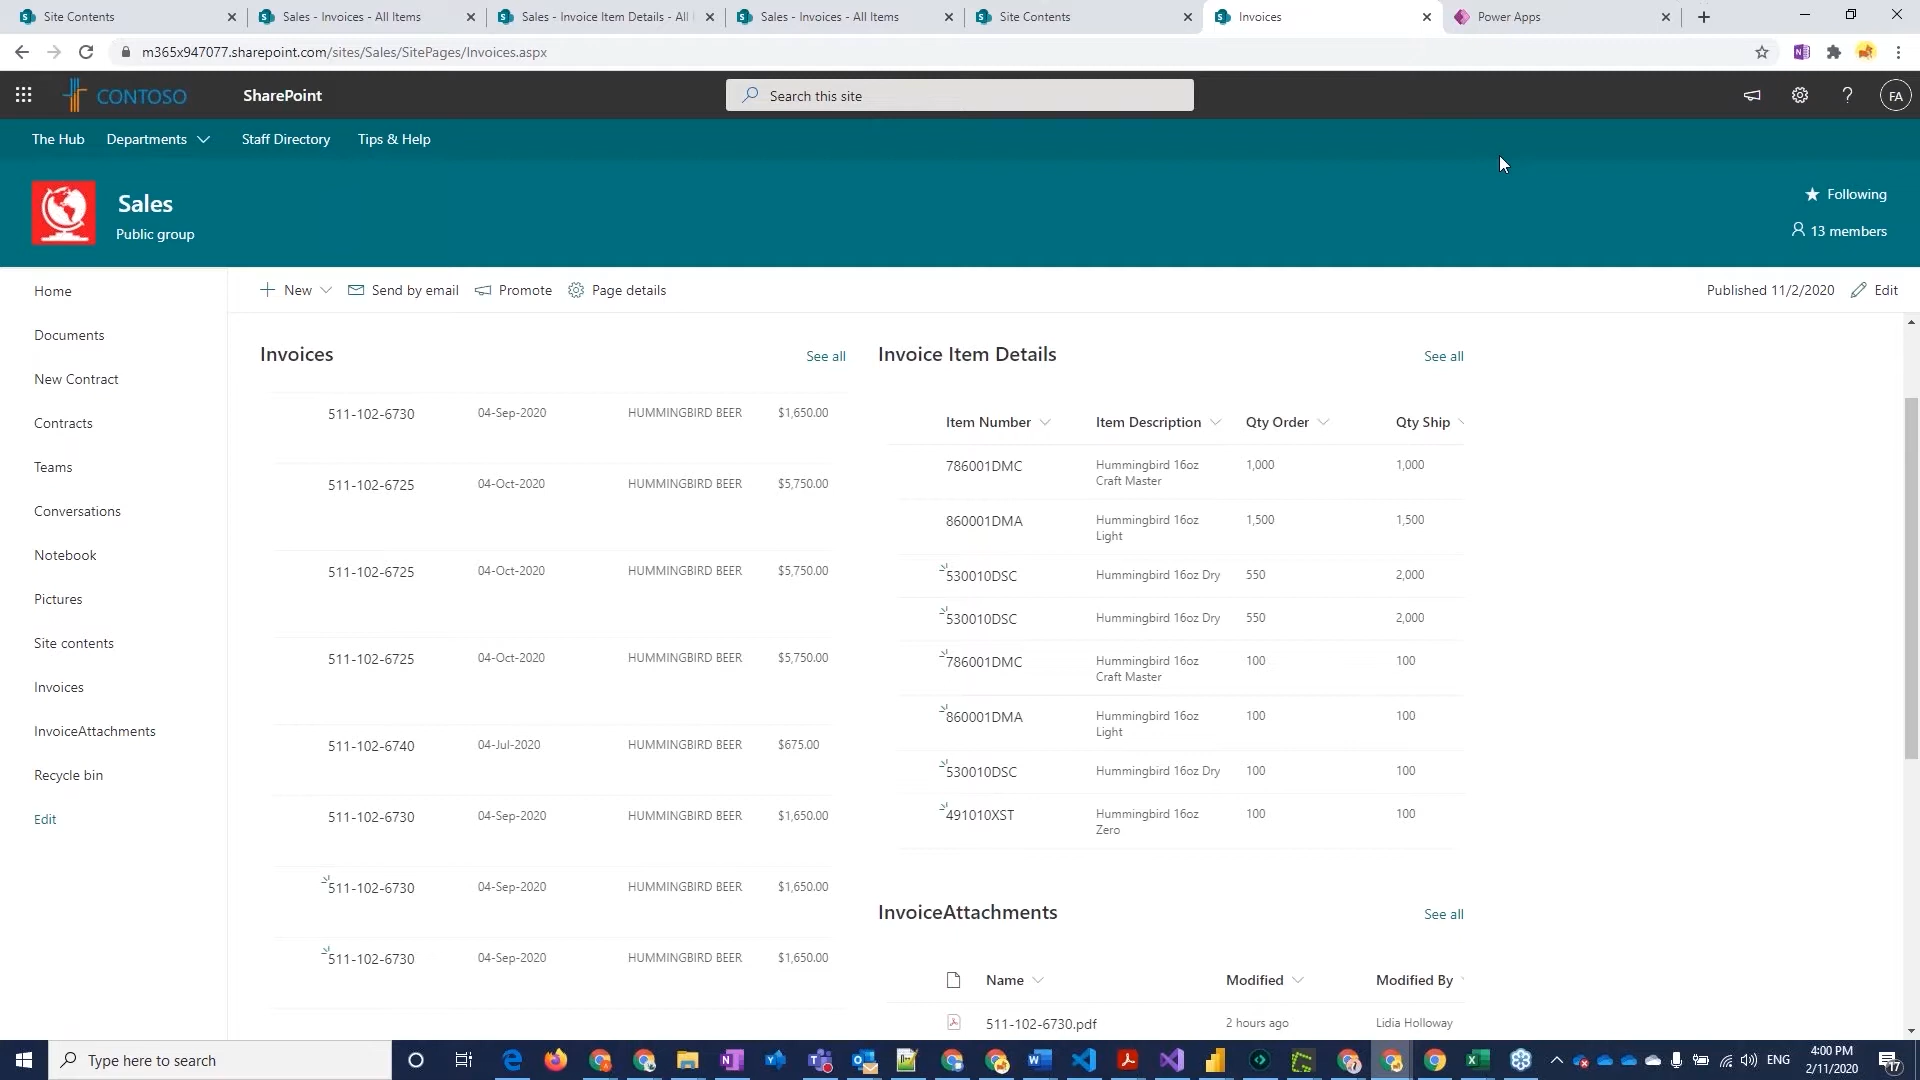 Site Contents
Sales - Invoices - All Items
Sales - Invoice Item Details - All
Sales - Invoices - All Items
Site Contents
Invoices
Power Apps
m365x947077.sharepoint.com/sites/Sales/SitePages/Invoices.aspx
CONTOSO
SharePoint
Search this site
FA
The Hub
Departments
Staff Directory
Tips & Help
Sales
Public group
Following
13 members
Home
Documents
New Contract
Contracts
Teams
Conversations
Notebook
Pictures
Site contents
Invoices
InvoiceAttachments
Recycle bin
Edit
New
Send by email
Promote
Page details
Published 11/2/2020
Edit
Invoices
See all
511-102-6730 04-Sep-2020 HUMMINGBIRD BEER $1,650.00
511-102-6725 04-Oct-2020 HUMMINGBIRD BEER $5,750.00
511-102-6725 04-Oct-2020 HUMMINGBIRD BEER $5,750.00
511-102-6725 04-Oct-2020 HUMMINGBIRD BEER $5,750.00
511-102-6740 04-Jul-2020 HUMMINGBIRD BEER $675.00
511-102-6730 04-Sep-2020 HUMMINGBIRD BEER $1,650.00
511-102-6730 04-Sep-2020 HUMMINGBIRD BEER $1,650.00
511-102-6730 04-Sep-2020 HUMMINGBIRD BEER $1,650.00
Invoice Item Details
See all
Item Number Item Description Qty Order Qty Ship
786001DMC Hummingbird 16oz 1,000 1,000
Craft Master
860001DMA Hummingbird 16oz 1,500 1,500
Light
530010DSC Hummingbird 16oz Dry 550 2,000
530010DSC Hummingbird 16oz Dry 550 2,000
786001DMC Hummingbird 16oz 100 100
Craft Master
860001DMA Hummingbird 16oz 100 100
Light
530010DSC Hummingbird 16oz Dry 100 100
491010XST Hummingbird 16oz 100 100
Zero
InvoiceAttachments
See all
Name Modified Modified By
511-102-6730.pdf 2 hours ago Lidia Holloway
Type here to search
ENG
4:00 PM
2/11/2020
17